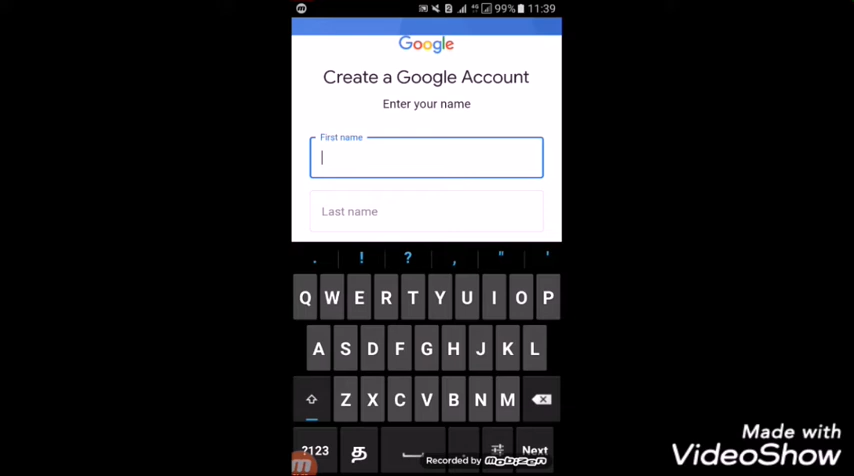 99% 11:39
Google
Create a Google Account
Enter your name
First name
Last name
. ! ? , " '
Q W E R T Y U I O P
A S D F G H J K L
Z X C V B N M
?123 த . Next
Recorded by mobizen
Made with
VideoShow